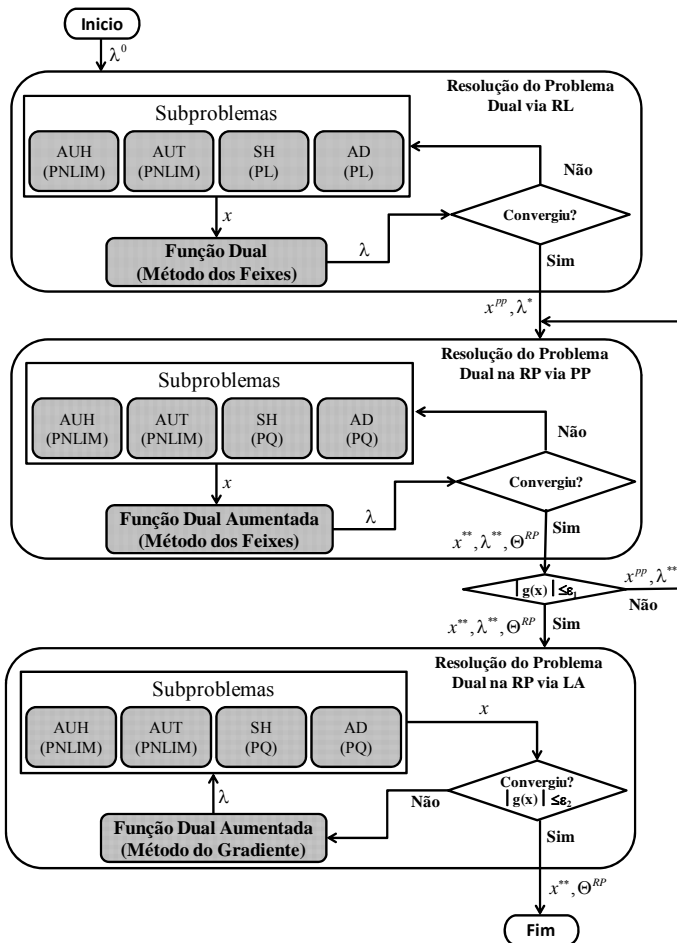 Inicio
λ⁰
Resolução do Problema
Dual via RL
Subproblemas
AUH
(PNLIM)
AUT
(PNLIM)
SH
(PL)
AD
(PL)
Não
x
Convergiu?
Função Dual
(Método dos Feixes)
λ
Sim
x^{pp}, λ^*
Resolução do Problema
Dual na RP via PP
Subproblemas
AUH
(PNLIM)
AUT
(PNLIM)
SH
(PQ)
AD
(PQ)
Não
x
Convergiu?
Função Dual Aumentada
(Método dos Feixes)
λ
Sim
x^{**}, λ^{**}, Θ^{RP}
|g(x)| ≤ε₁
x^{pp}, λ^{**}
Não
x^{**}, λ^{**}, Θ^{RP}
Sim
Resolução do Problema
Dual na RP via LA
Subproblemas
AUH
(PNLIM)
AUT
(PNLIM)
SH
(PQ)
AD
(PQ)
x
Convergiu?
|g(x)| ≤ε₂
λ
Não
Função Dual Aumentada
(Método do Gradiente)
Sim
x^{**}, Θ^{RP}
Fim